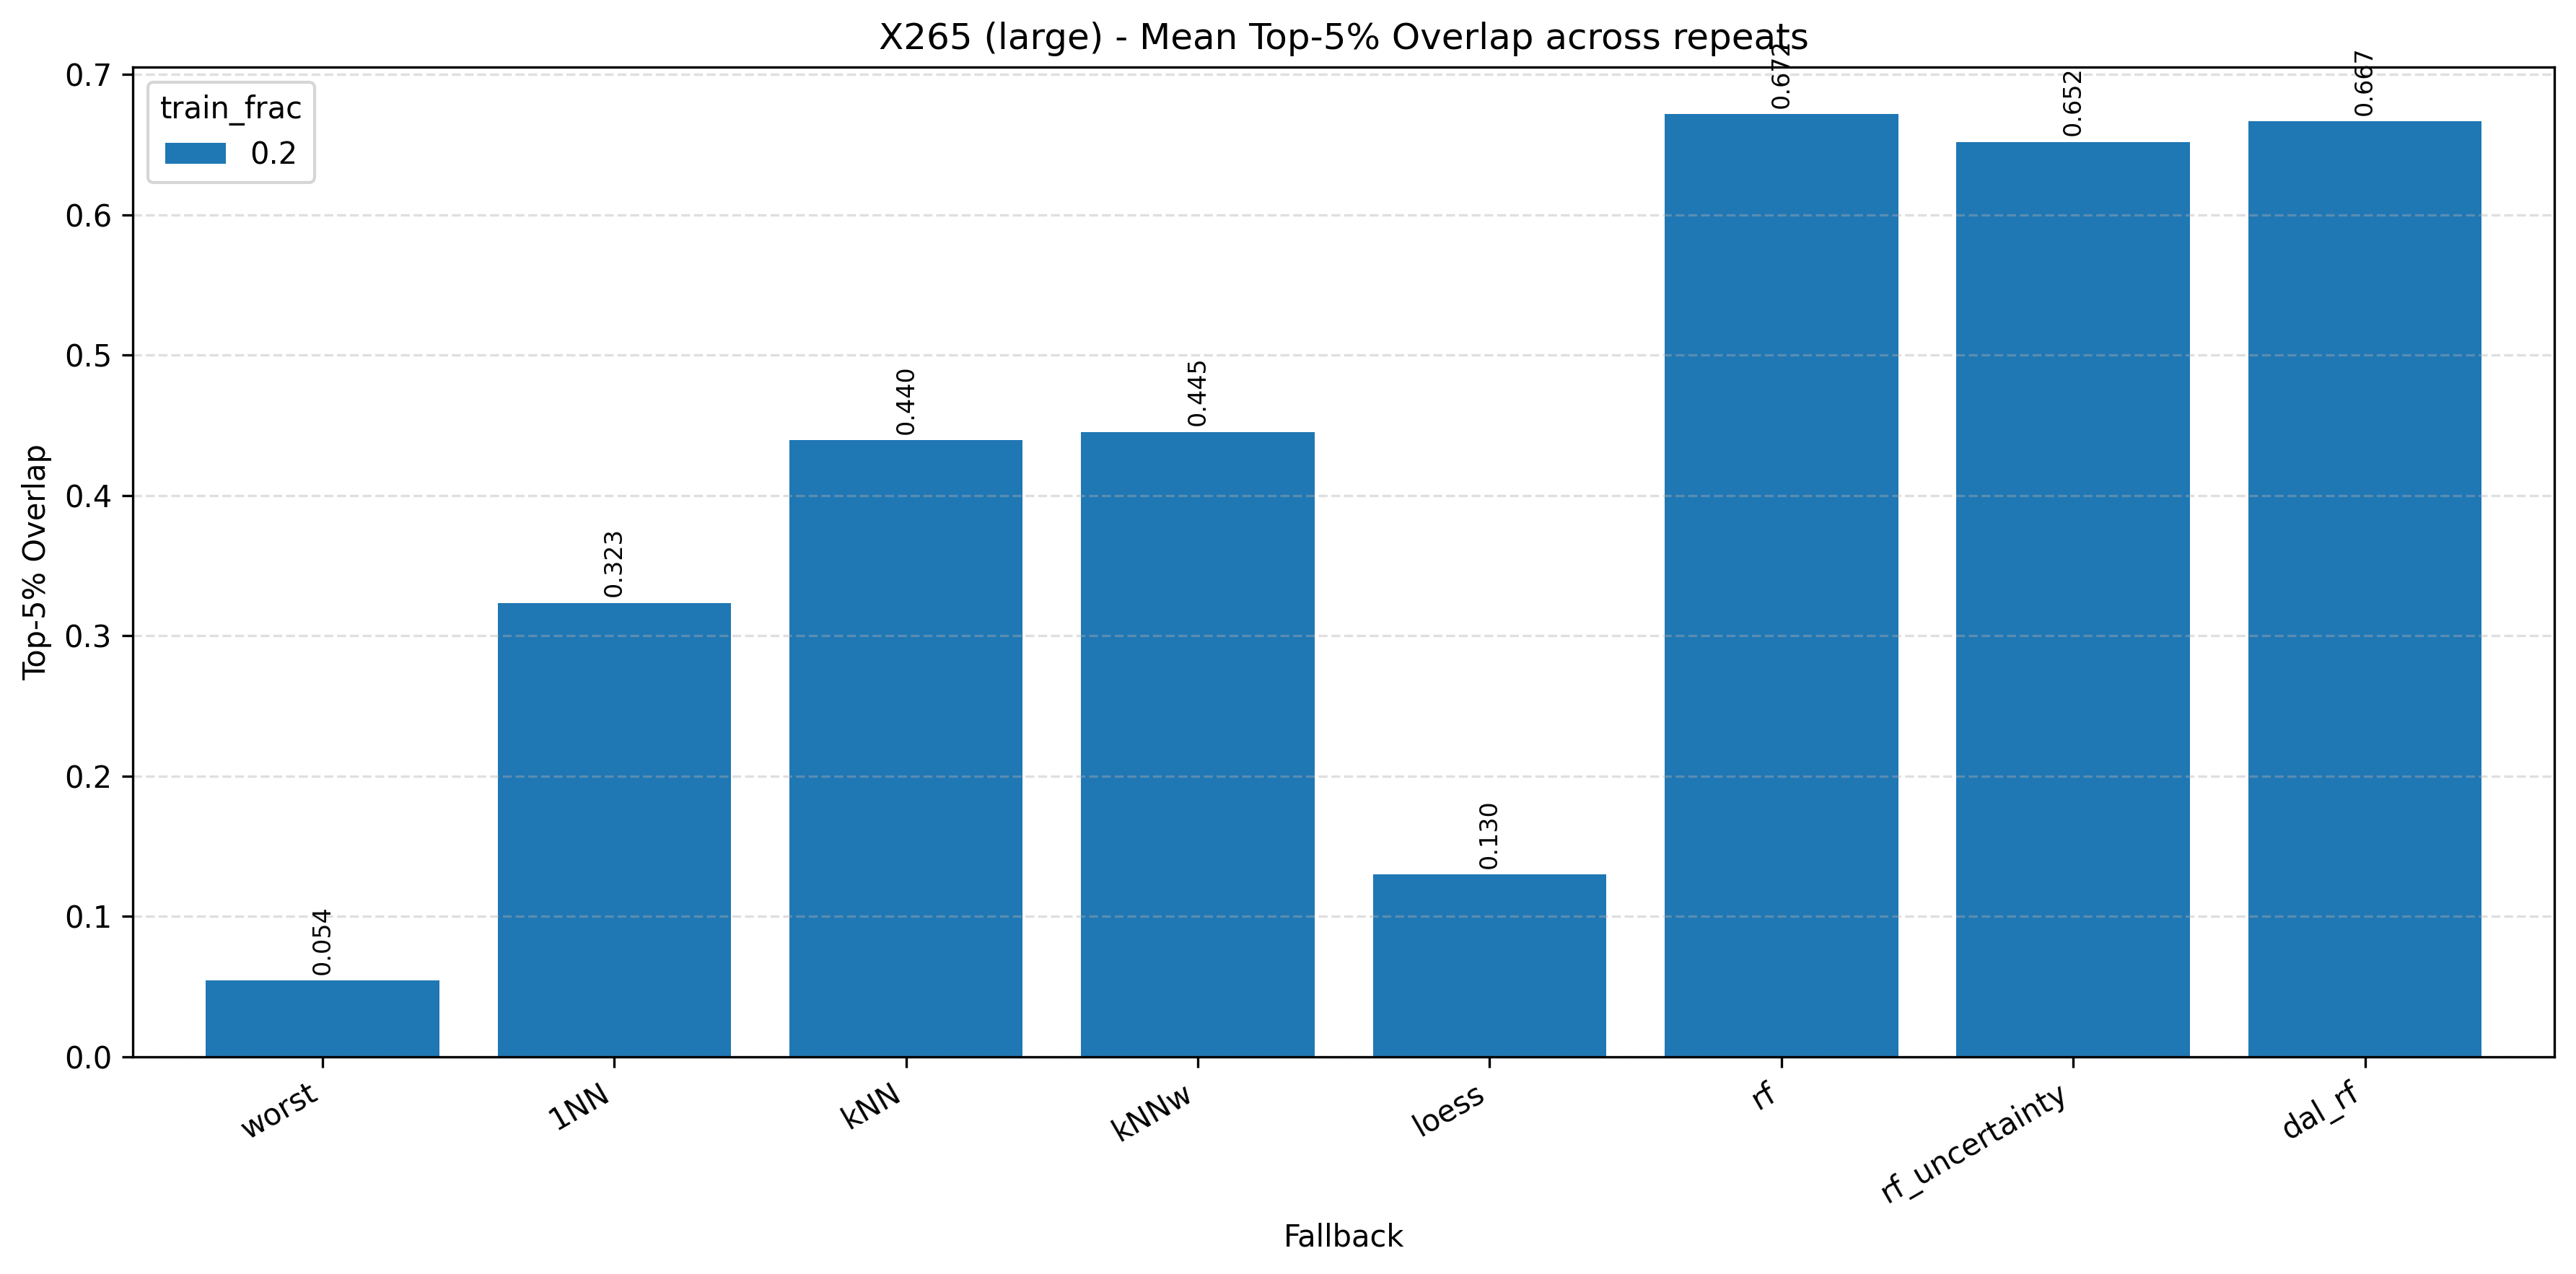 X265 (large) - Mean Top-5% Overlap across repeats
train_frac
0.2
Top-5% Overlap
0.7
0.6
0.5
0.4
0.3
0.2
0.1
0.0
0.054
0.323
0.440
0.445
0.130
0.672
0.652
0.667
worst
1NN
kNN
kNNw
loess
rf
rf_uncertainty
dal_rf
Fallback